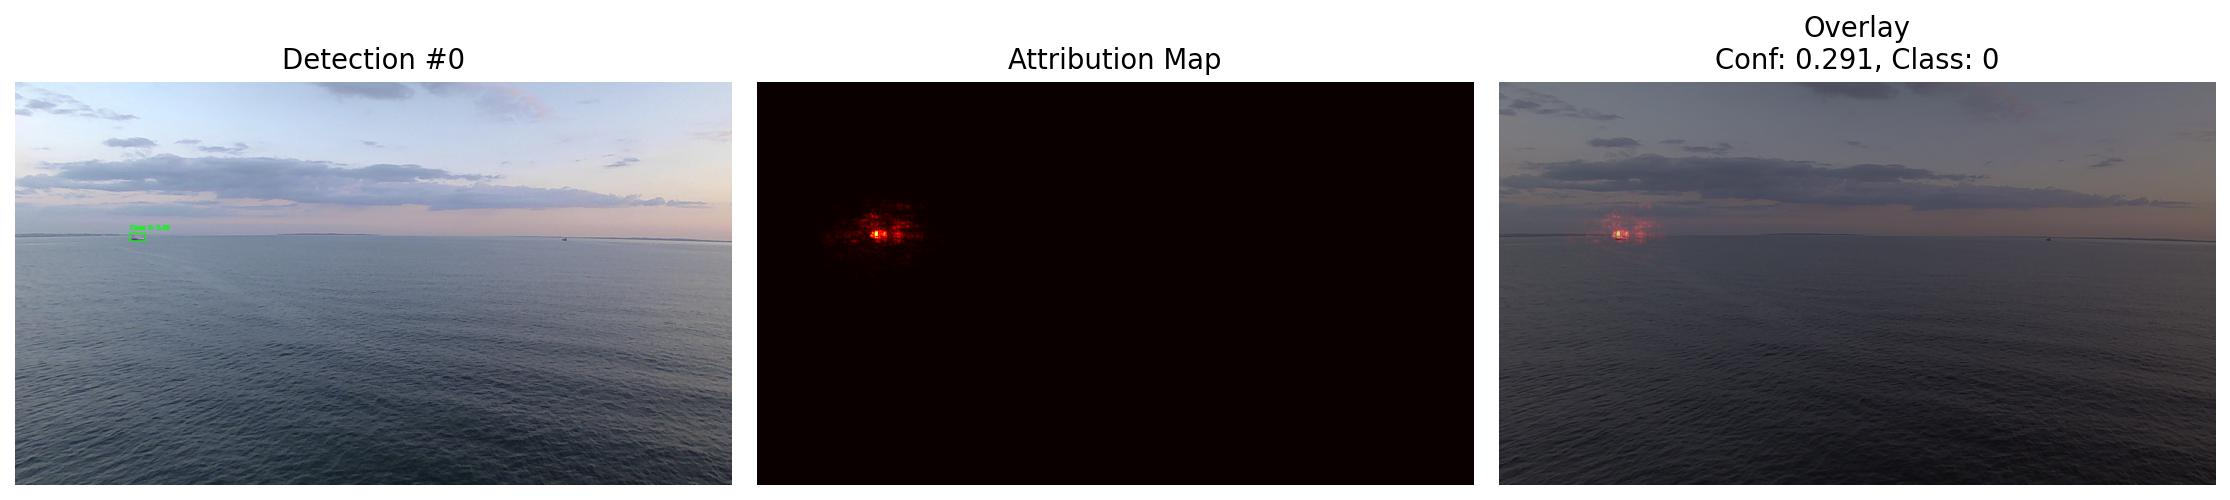 Detection #0
Attribution Map
Overlay
Conf: 0.291, Class: 0